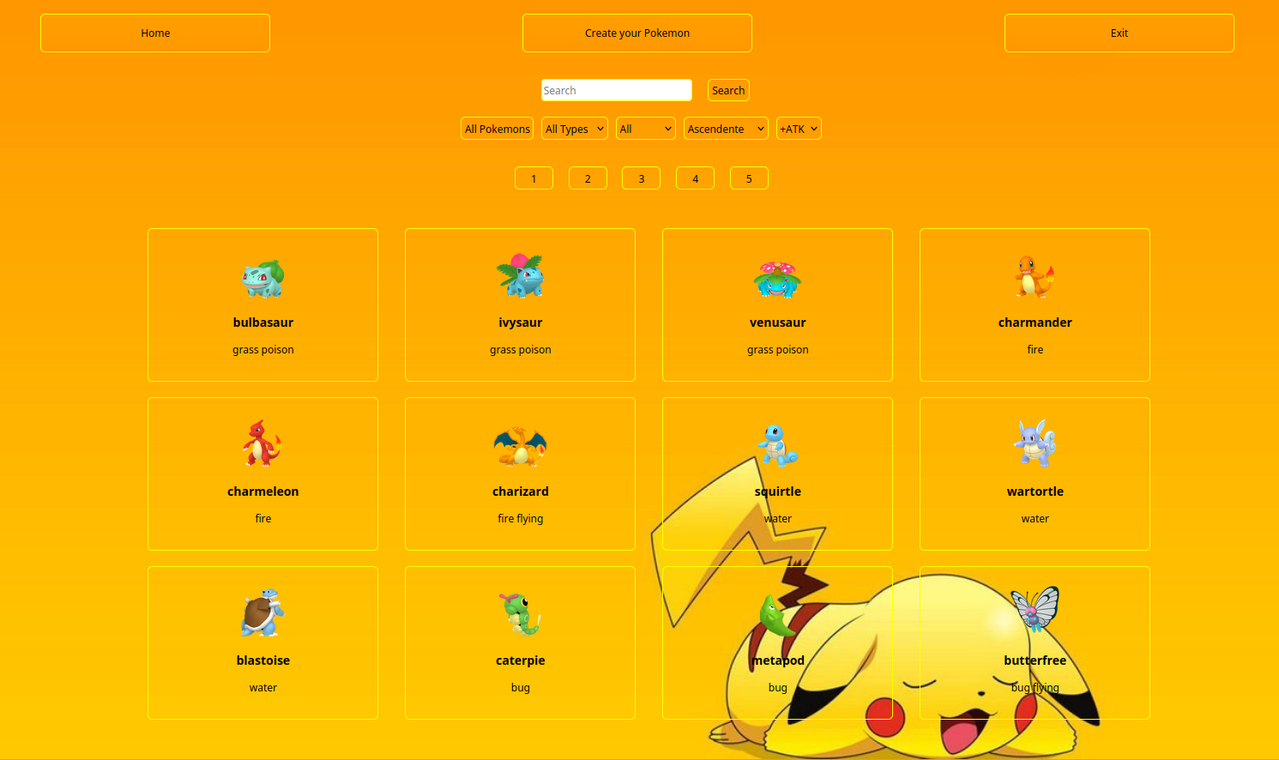 Home Create your Pokemon Exit
Search Search
All Pokemons All Types All Ascendente +ATK
1 2 3 4 5
bulbasaur ivysaur venusaur charmander
grass poison grass poison grass poison fire
charmeleon charizard squirtle wartortle
fire fire flying water water
blastoise caterpie metapod butterfree
water bug bug bug flying